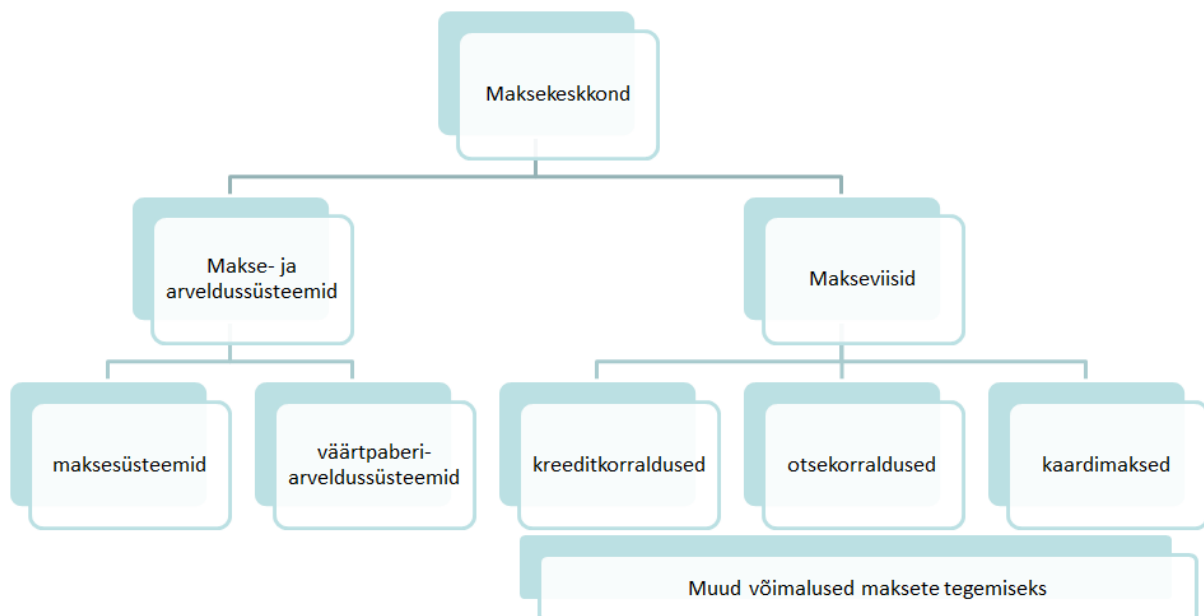 Maksekeskkond
Makse- ja
arveldussüsteemid
Makseviisid
maksesüsteemid
väärtpaberi-
arveldussüsteemid
kreeditkorraldused
otsekorraldused
kaardimaksed
Muud võimalused maksete tegemiseks